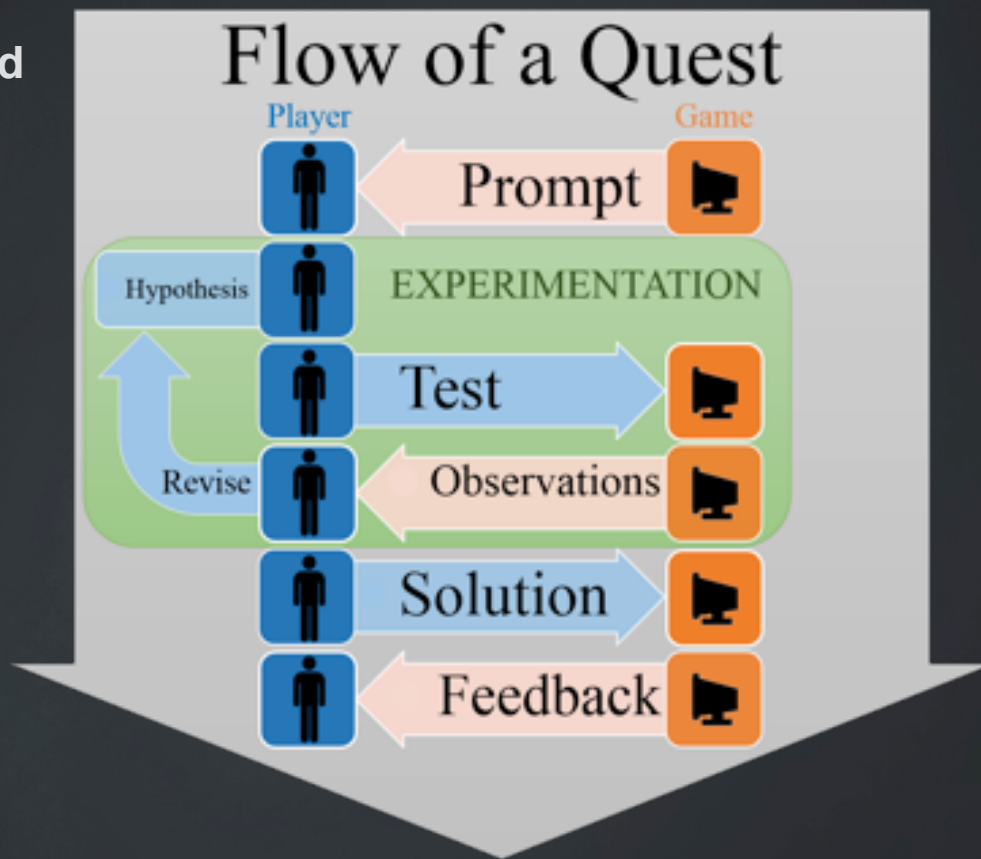 d
Flow of a Quest
Player Game
Prompt
Hypothesis EXPERIMENTATION
Test
Revise Observations
Solution
Feedback